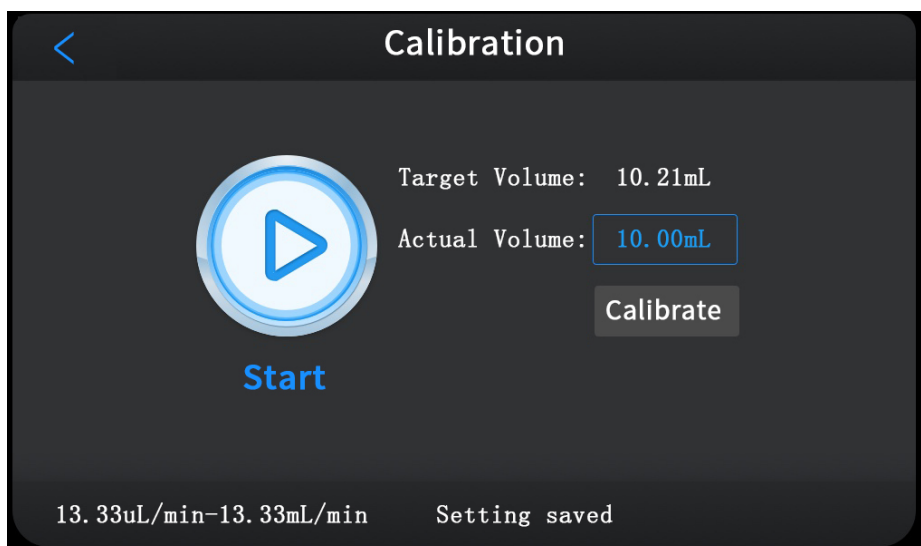 Calibration
Target Volume: 10.21mL
Actual Volume: 10.00mL
Calibrate
Start
13.33uL/min-13.33mL/min Setting saved